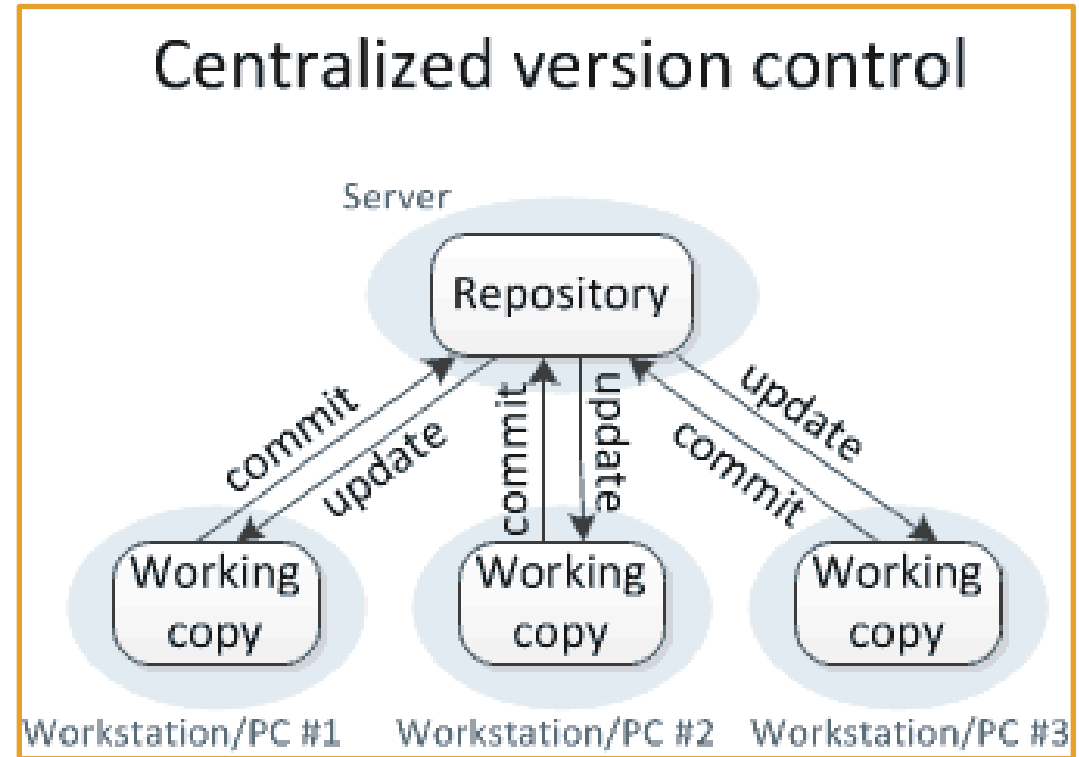 Centralized version control
Server
Repository
commit
update
commit
update
commit
update
Working
copy
Working
copy
Working
copy
Workstation/PC #1
Workstation/PC #2
Workstation/PC #3